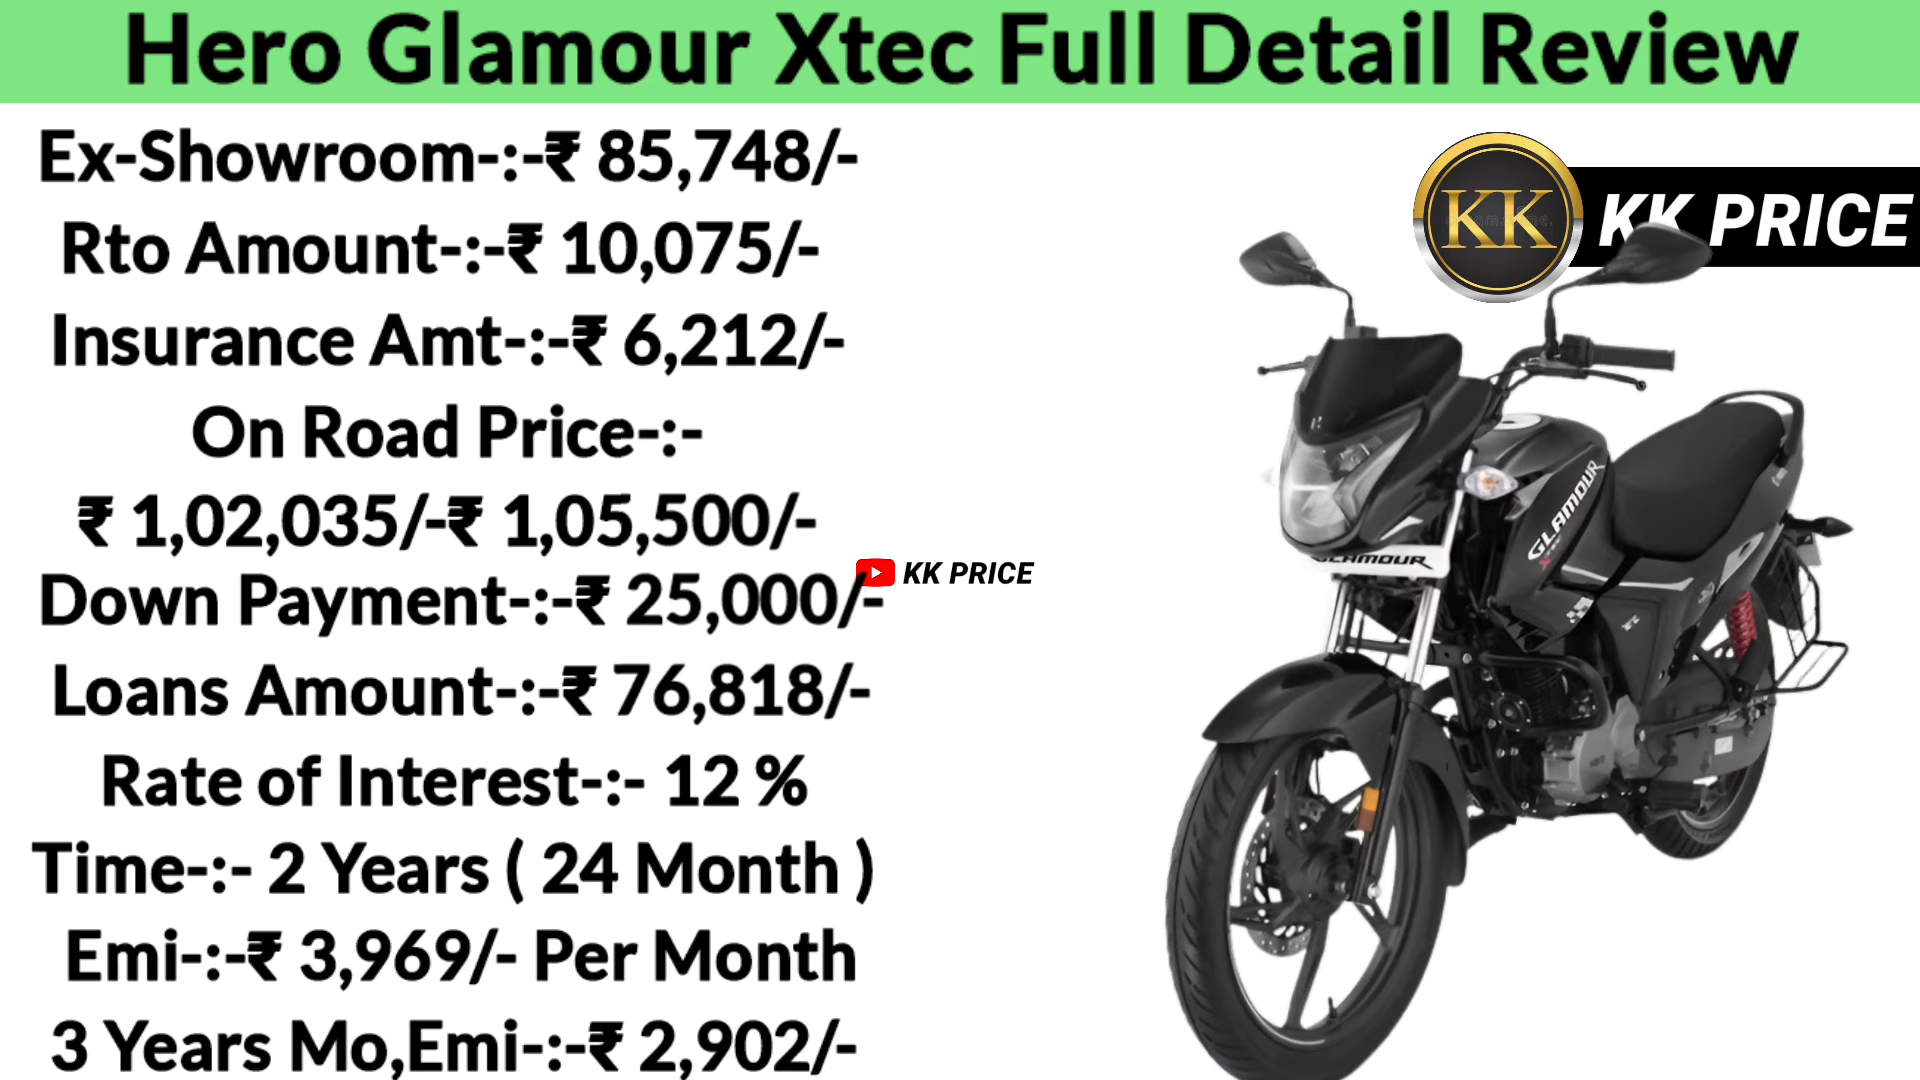 Hero Glamour Xtec Full Detail Review
Ex-Showroom-:-₹ 85,748/-
Rto Amount-:-₹ 10,075/-
Insurance Amt-:-₹ 6,212/-
On Road Price-:-
₹ 1,02,035/-₹ 1,05,500/-
Down Payment-:-₹ 25,000/-
Loans Amount-:-₹ 76,818/-
Rate of Interest-:- 12 %
Time-:- 2 Years ( 24 Month )
Emi-:-₹ 3,969/- Per Month
3 Years Mo,Emi-:-₹ 2,902/-
KK PRICE
KK
KK PRICE
GLAMOUR
GLAMOUR